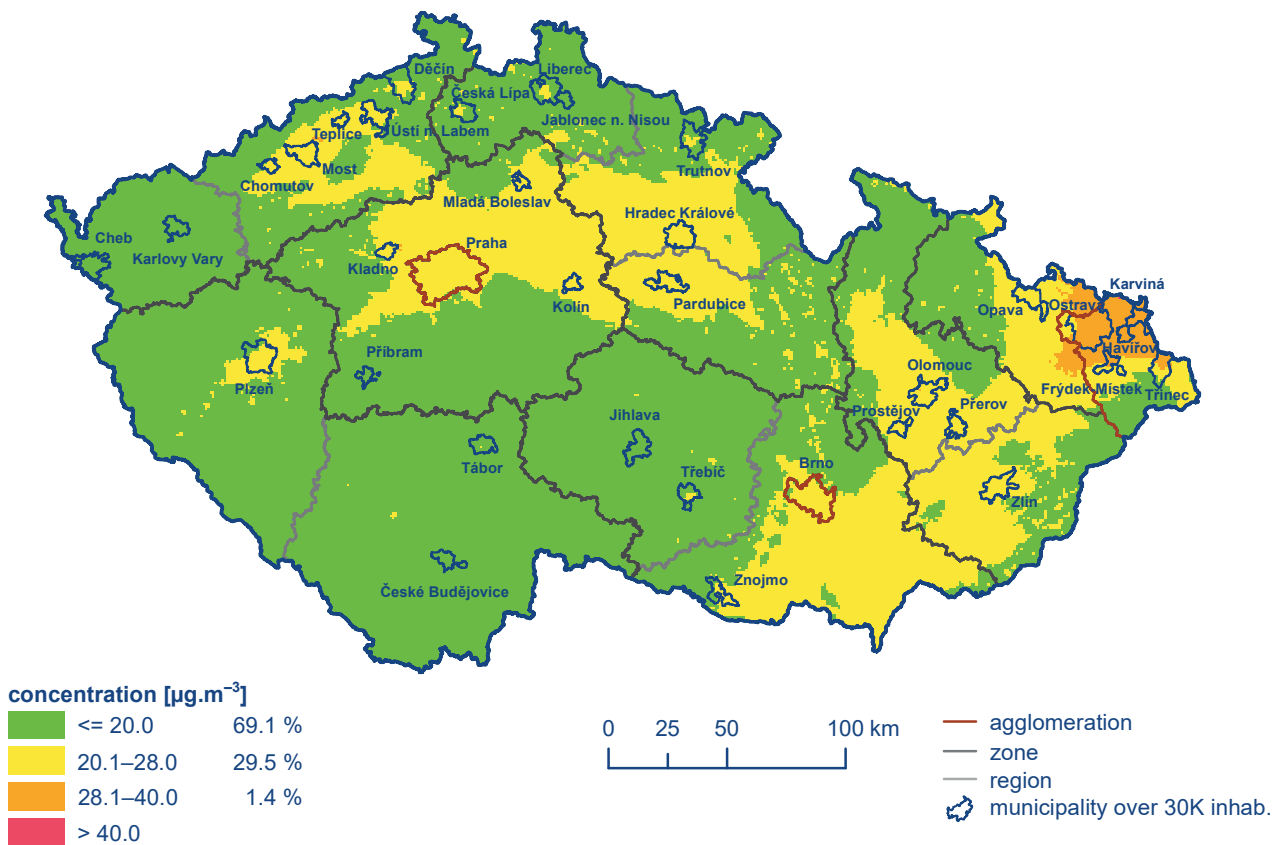 Děčín
Liberec
Česká Lípa
Jablonec n. Nisou
Teplice
Ústí n. Labem
Most
Chomutov
Trutnov
Mladá Boleslav
Hradec Králové
Cheb
Karlovy Vary
Praha
Kladno
Kolín
Pardubice
Karviná
Opava
Ostrava
Havířov
Příbram
Plzeň
Olomouc
Frýdek Místek
Třinec
Prostějov
Přerov
Jihlava
Tábor
Třebíč
Brno
Zlín
Znojmo
České Budějovice
concentration [µg.m⁻³]
<= 20.0 69.1 %
20.1–28.0 29.5 %
28.1–40.0 1.4 %
> 40.0
0 25 50 100 km
agglomeration
zone
region
municipality over 30K inhab.